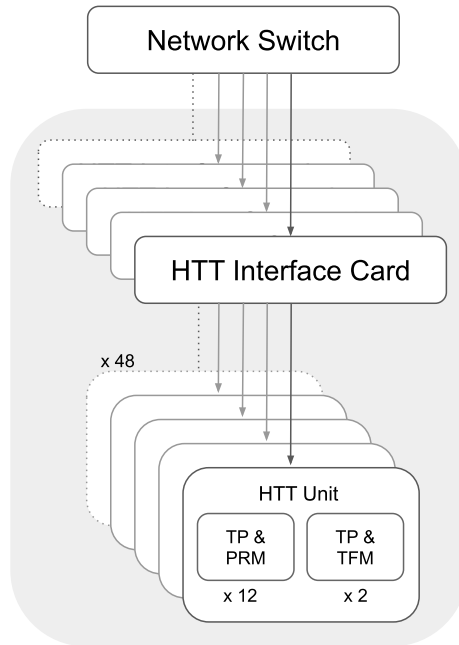 Network Switch
HTT Interface Card
x 48
HTT Unit
TP &
PRM
TP &
TFM
x 12
x 2